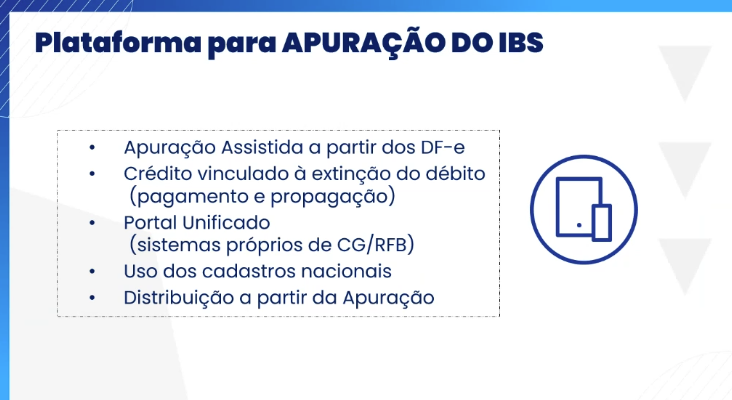 Plataforma para APURAÇÃO DO IBS
• Apuração Assistida a partir dos DF-e
• Crédito vinculado à extinção do débito
(pagamento e propagação)
• Portal Unificado
(sistemas próprios de CG/RFB)
• Uso dos cadastros nacionais
• Distribuição a partir da Apuração